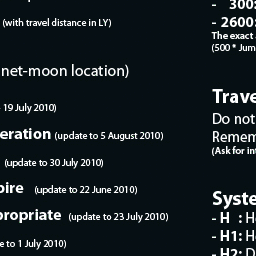 (with travel distance in LY)
net-moon location)
19 July 2010)
eration (update to 5 August 2010)
(update to 30 July 2010)
pire (update to 22 June 2010)
propriate (update to 23 July 2010)
e to 1 July 2010)
- 300:
- 2600:
The exact
(500 * Jum
Trave
Do not
Remem
(Ask for int
Syste
- H : H
- H1: H
- H2: D